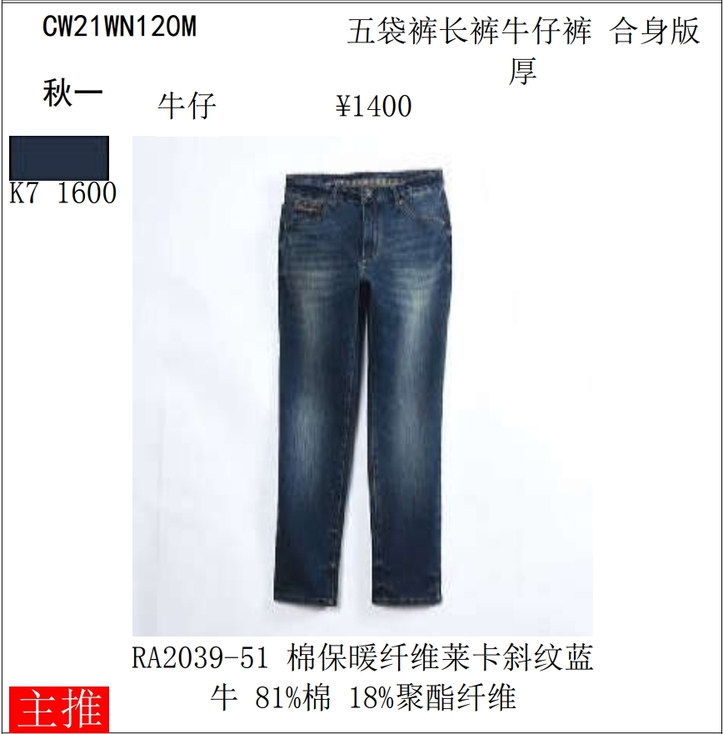 CW21WN120M
五袋裤长裤牛仔裤 合身版
厚
秋一
牛仔
¥1400
K7 1600
RA2039-51 棉保暖纤维莱卡斜纹蓝
牛 81%棉 18%聚酯纤维
主推